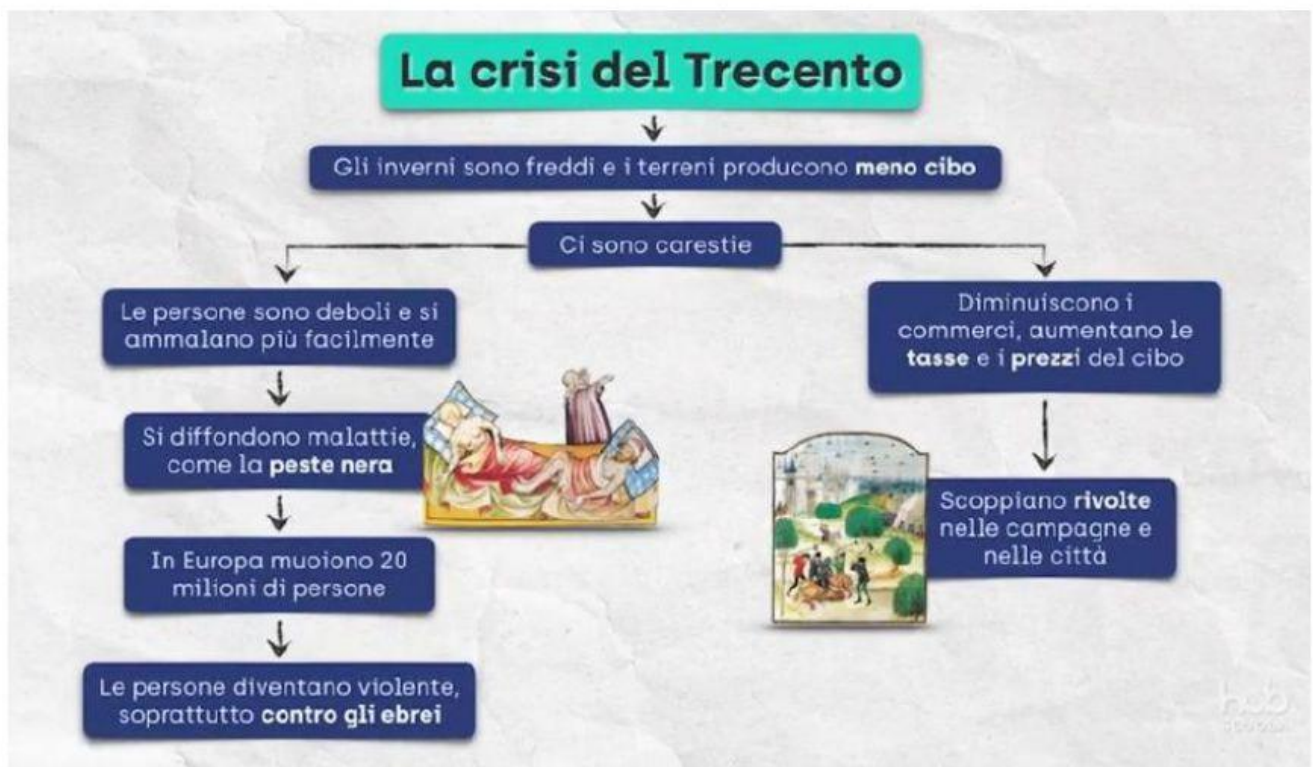 La crisi del Trecento
Gli inverni sono freddi e i terreni producono meno cibo
Ci sono carestie
Le persone sono deboli e si
ammalano più facilmente
Si diffondono malattie,
come la peste nera
In Europa muoiono 20
milioni di persone
Le persone diventano violente,
soprattutto contro gli ebrei
Diminuiscono i
commerci, aumentano le
tasse e i prezzi del cibo
Scoppiano rivolte
nelle campagne e
nelle città
hub